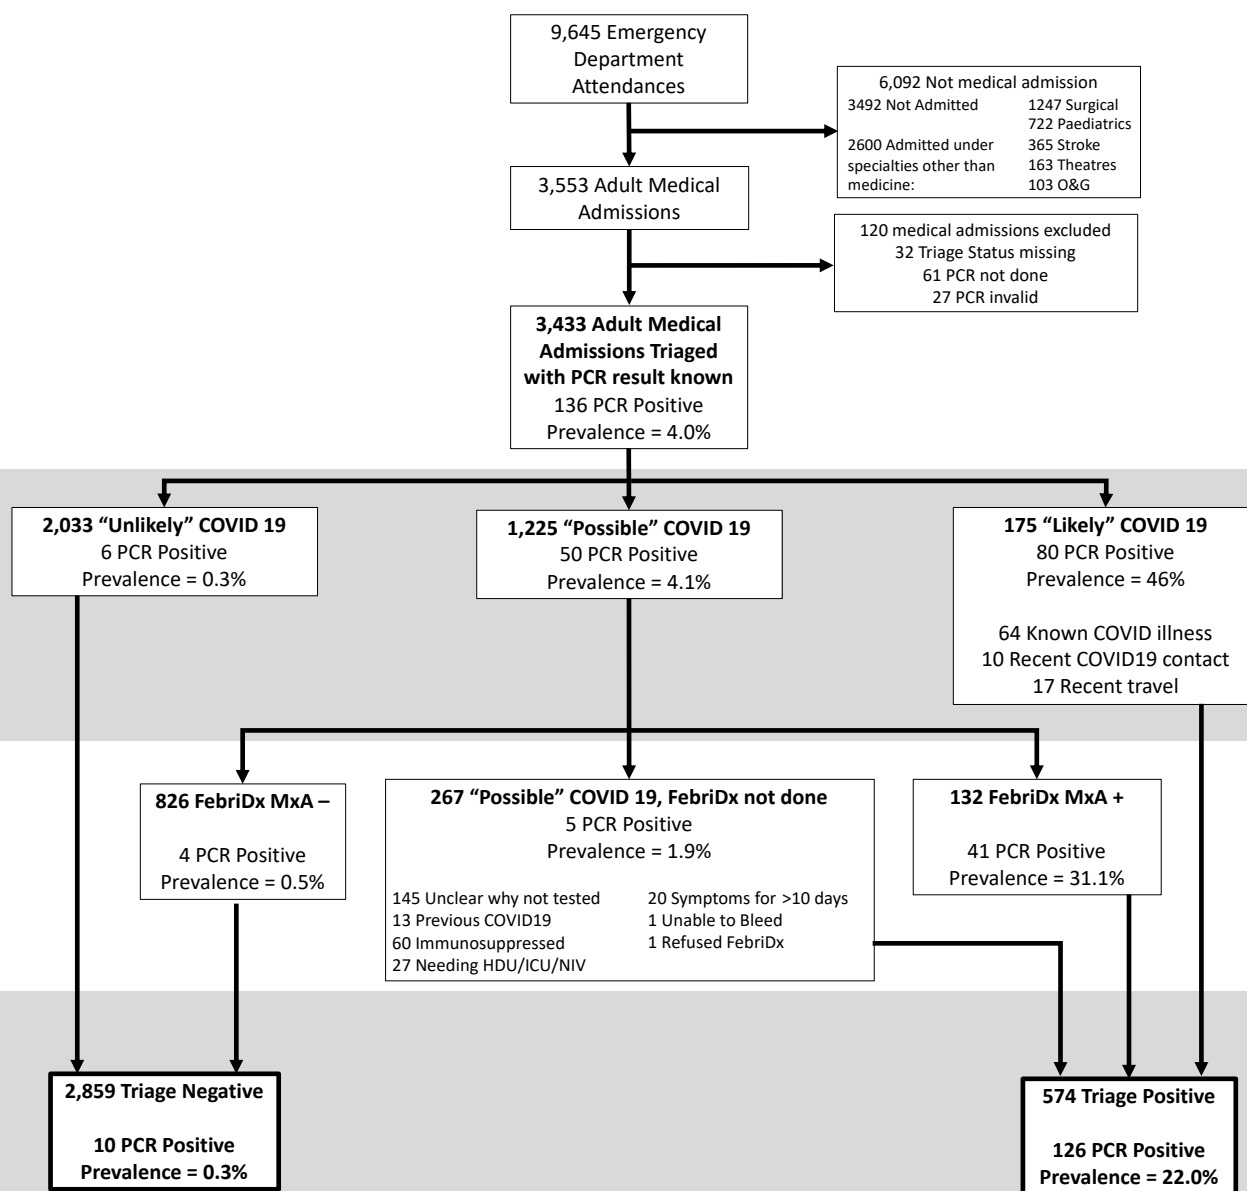 9,645 Emergency
Department
Attendances
6,092 Not medical admission
3492 Not Admitted
2600 Admitted under
specialties other than
medicine:
1247 Surgical
722 Paediatrics
365 Stroke
163 Theatres
103 O&G
3,553 Adult Medical
Admissions
120 medical admissions excluded
32 Triage Status missing
61 PCR not done
27 PCR invalid
3,433 Adult Medical
Admissions Triaged
with PCR result known
136 PCR Positive
Prevalence = 4.0%
2,033 “Unlikely” COVID 19
6 PCR Positive
Prevalence = 0.3%
1,225 “Possible” COVID 19
50 PCR Positive
Prevalence = 4.1%
175 “Likely” COVID 19
80 PCR Positive
Prevalence = 46%
64 Known COVID illness
10 Recent COVID19 contact
17 Recent travel
826 FebriDx MxA –
4 PCR Positive
Prevalence = 0.5%
267 “Possible” COVID 19, FebriDx not done
5 PCR Positive
Prevalence = 1.9%
145 Unclear why not tested
13 Previous COVID19
60 Immunosuppressed
27 Needing HDU/ICU/NIV
20 Symptoms for >10 days
1 Unable to Bleed
1 Refused FebriDx
132 FebriDx MxA +
41 PCR Positive
Prevalence = 31.1%
2,859 Triage Negative
10 PCR Positive
Prevalence = 0.3%
574 Triage Positive
126 PCR Positive
Prevalence = 22.0%